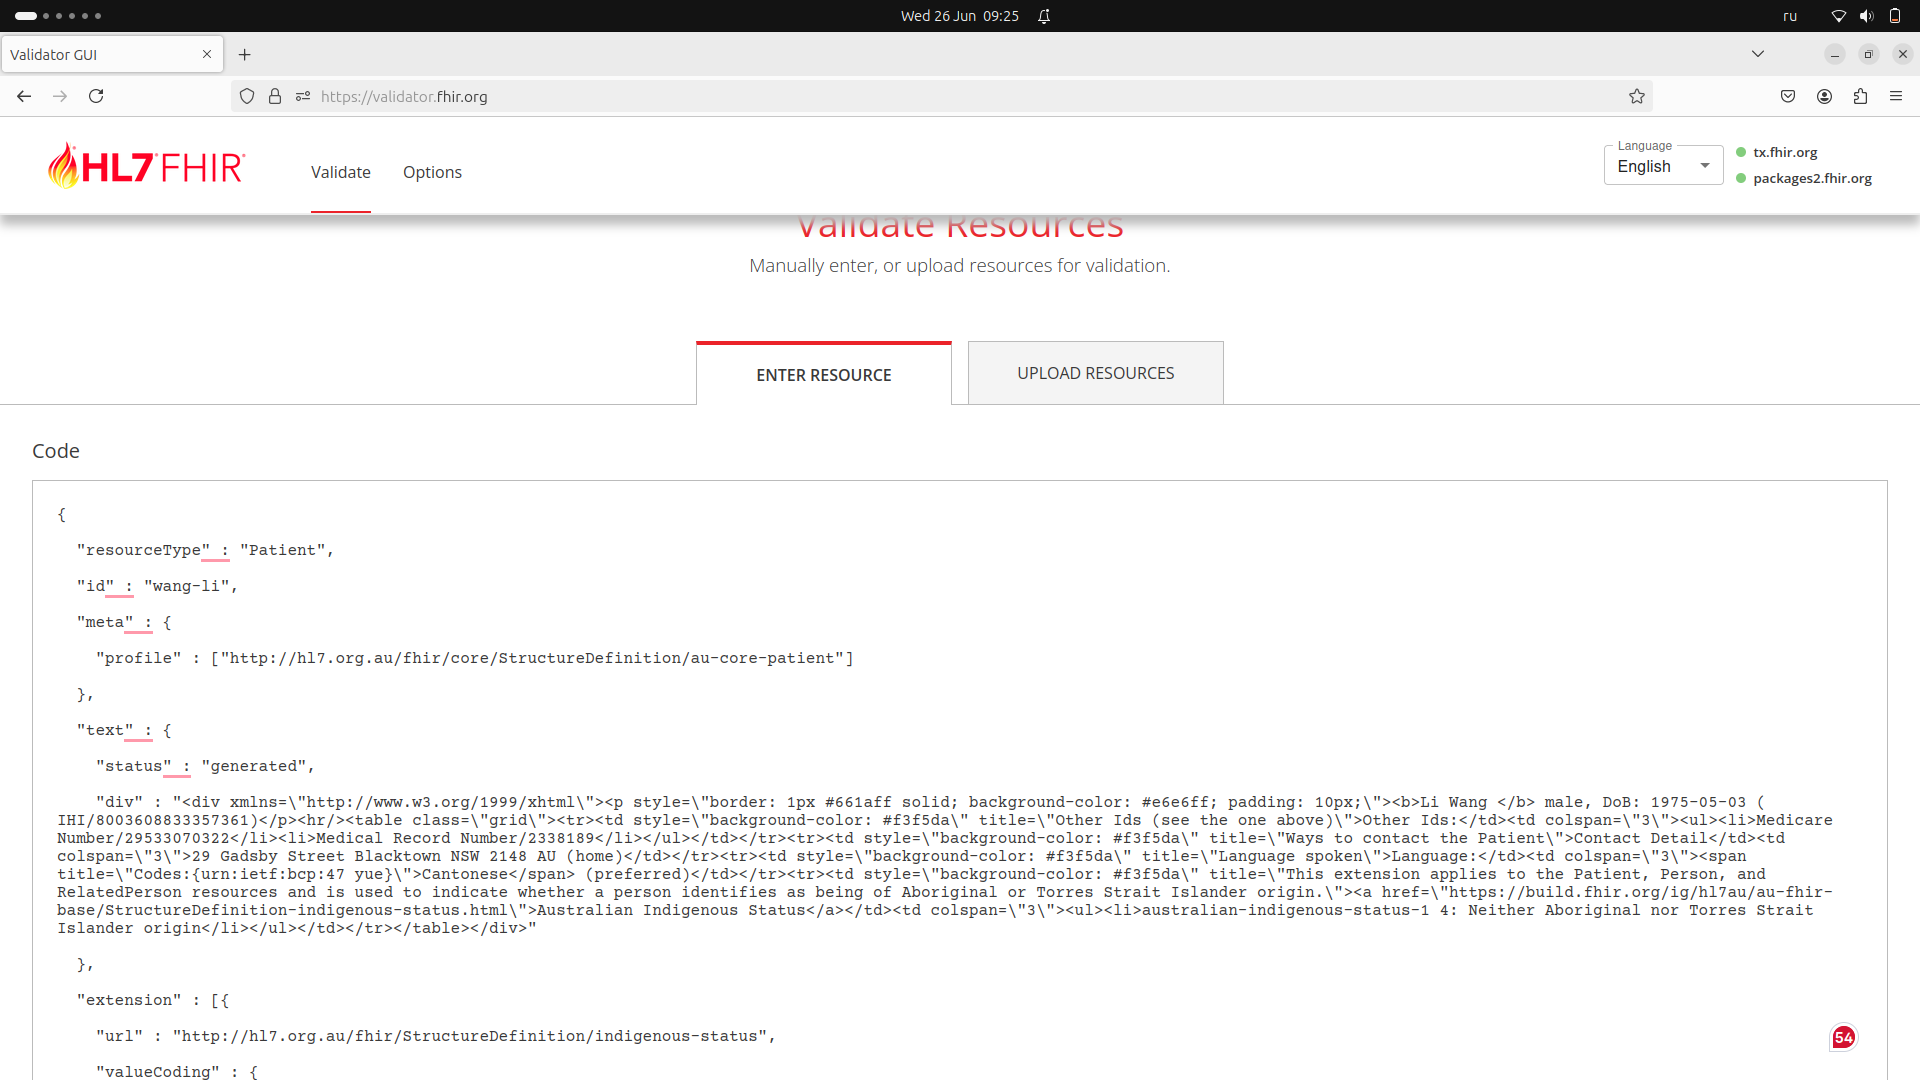 Wed 26 Jun 09:25
ru
Validator GUI
https://validator.fhir.org
HL7 FHIR
Validate
Options
Language
English
tx.fhir.org
packages2.fhir.org
Validate Resources
Manually enter, or upload resources for validation.
ENTER RESOURCE
UPLOAD RESOURCES
Code
{
"resourceType" : "Patient",
"id" : "wang-li",
"meta" : {
"profile" : ["http://hl7.org.au/fhir/core/StructureDefinition/au-core-patient"]
},
"text" : {
"status" : "generated",
"div" : "<div xmlns=\"http://www.w3.org/1999/xhtml\"><p style=\"border: 1px #661aff solid; background-color: #e6e6ff; padding: 10px;\"><b>Li Wang </b> male, DoB: 1975-05-03 (
IHI/8003608833357361)</p><hr/><table class=\"grid\"><tr><td style=\"background-color: #f3f5da\" title=\"Other Ids (see the one above)\">Other Ids:</td><td colspan=\"3\"><ul><li>Medicare
Number/29533070322</li><li>Medical Record Number/2338189</li></ul></td></tr><tr><td style=\"background-color: #f3f5da\" title=\"Ways to contact the Patient\">Contact Detail</td><td
colspan=\"3\">29 Gadsby Street Blacktown NSW 2148 AU (home)</td></tr><tr><td style=\"background-color: #f3f5da\" title=\"Language spoken\">Language:</td><td colspan=\"3\"><span
title=\"Codes:{urn:ietf:bcp:47 yue}\">Cantonese</span> (preferred)</td></tr><tr><td style=\"background-color: #f3f5da\" title=\"This extension applies to the Patient, Person, and
RelatedPerson resources and is used to indicate whether a person identifies as being of Aboriginal or Torres Strait Islander origin.\"><a href=\"https://build.fhir.org/ig/hl7au/au-fhir-
base/StructureDefinition-indigenous-status.html\">Australian Indigenous Status</a></td><td colspan=\"3\"><ul><li>australian-indigenous-status-1 4: Neither Aboriginal nor Torres Strait
Islander origin</li></ul></td></tr></table></div>"
},
"extension" : [{
"url" : "http://hl7.org.au/fhir/StructureDefinition/indigenous-status",
"valueCoding" : {
54